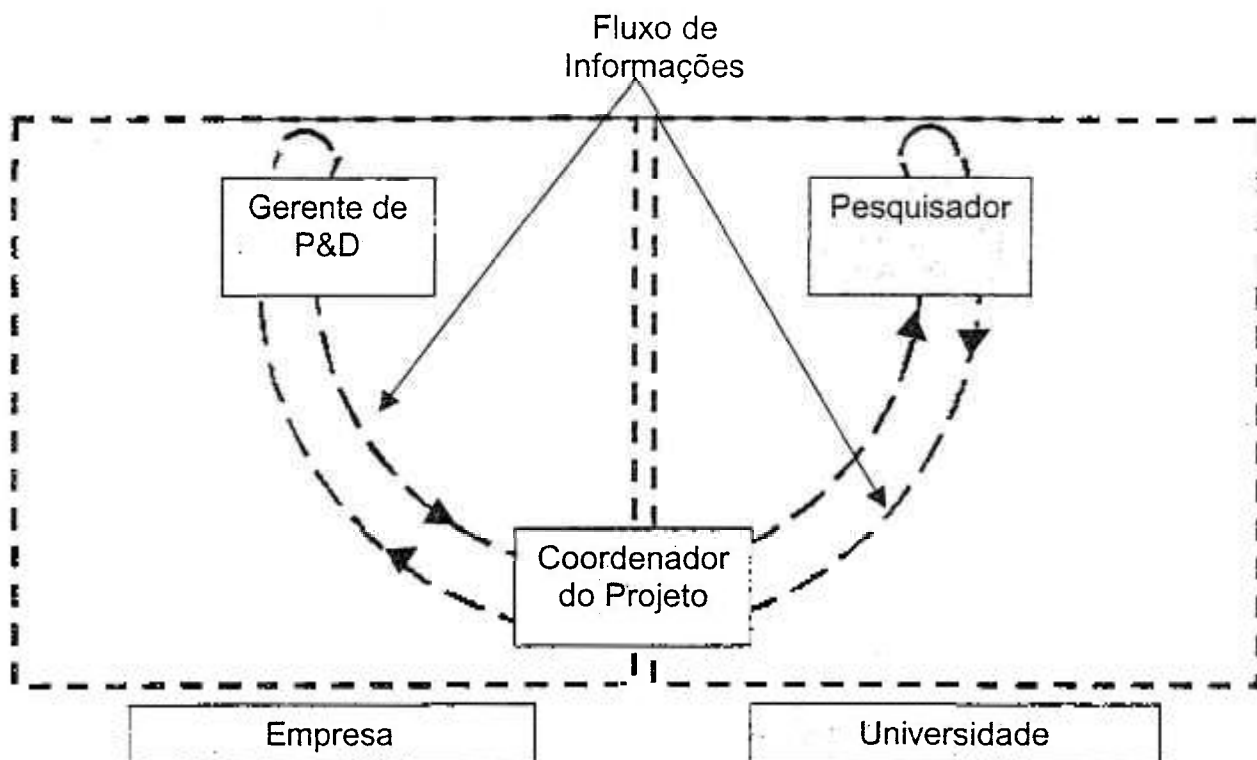 Fluxo de
Informações
Gerente de
P&D
Pesquisador
Coordenador
do Projeto
Empresa
Universidade